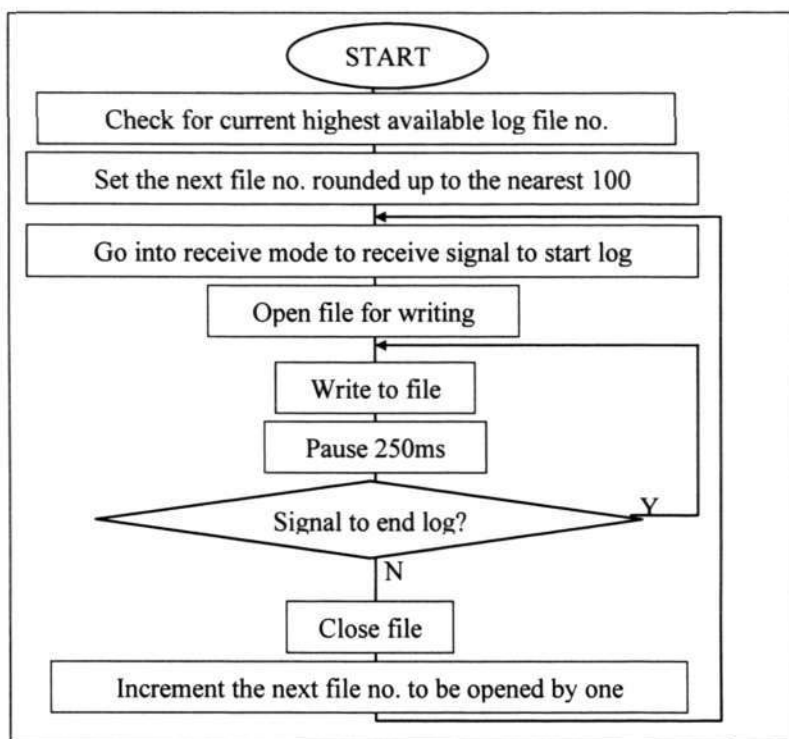 START
Check for current highest available log file no.
Set the next file no. rounded up to the nearest 100
Go into receive mode to receive signal to start log
Open file for writing
Write to file
Pause 250ms
Signal to end log?
Y
N
Close file
Increment the next file no. to be opened by one